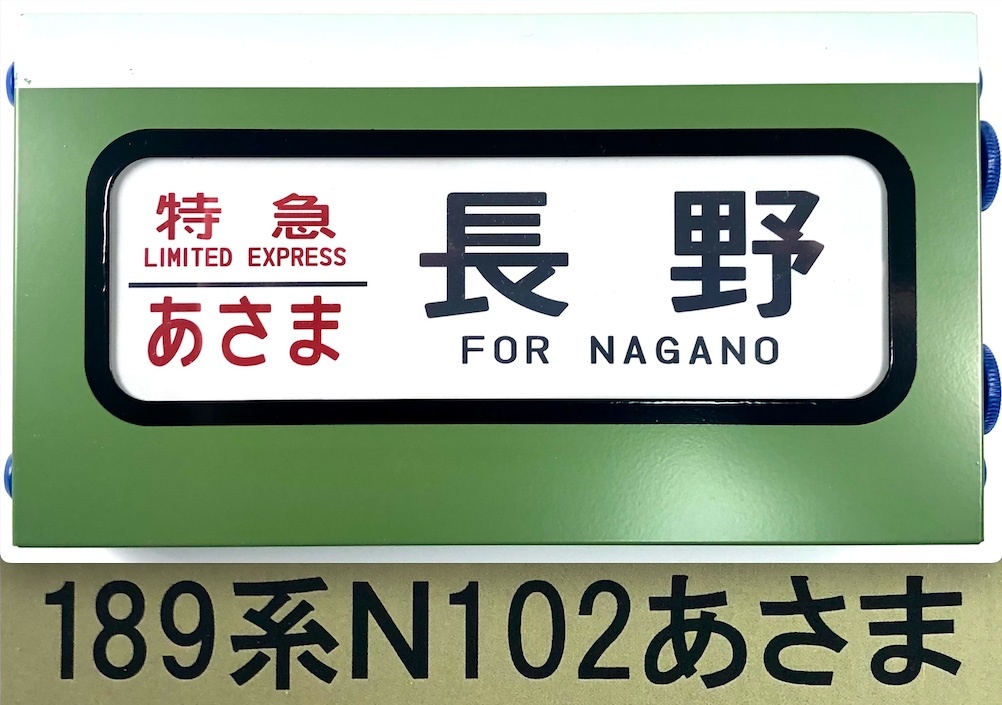 特急
LIMITED EXPRESS
あさま
長野
FOR NAGANO
189系N102あさま